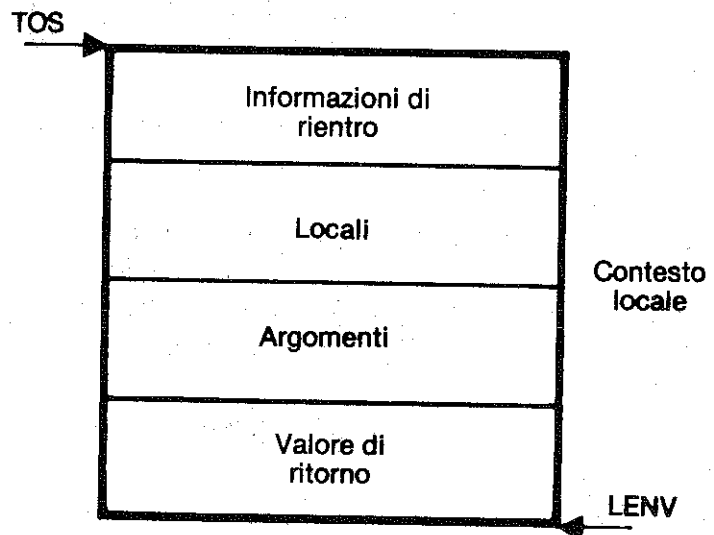 TOS
Informazioni di
rientro
Locali
Contesto
locale
Argomenti
Valore di
ritorno
LENV